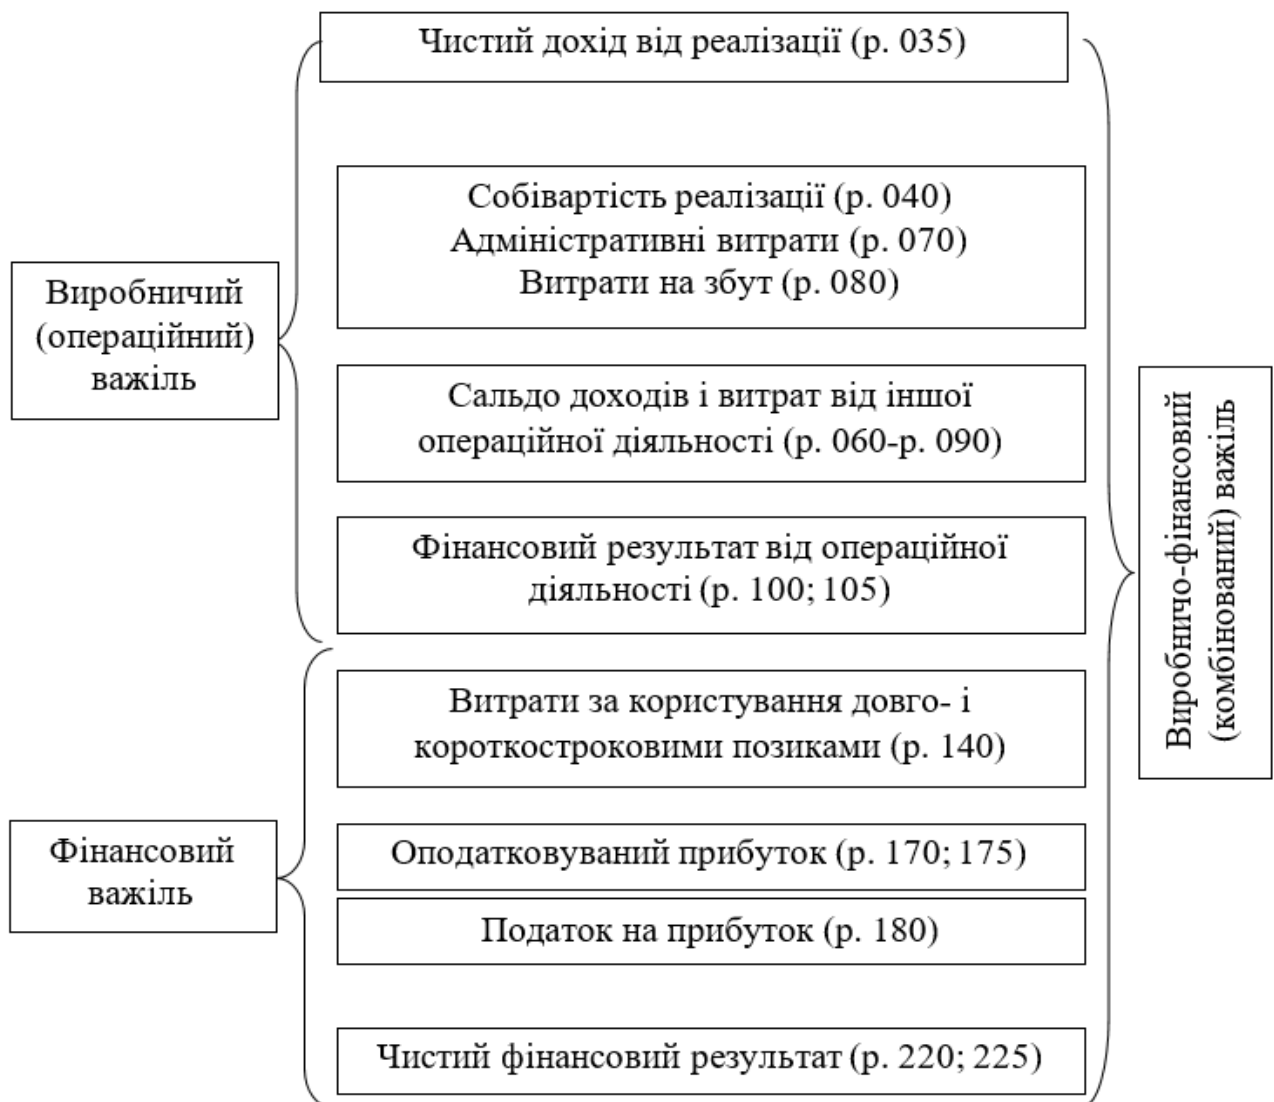 Чистий дохід від реалізації (р. 035)
Собівартість реалізації (р. 040)
Адміністративні витрати (р. 070)
Витрати на збут (р. 080)
Виробничий
(операційний)
важіль
Сальдо доходів і витрат від іншої
операційної діяльності (р. 060-р. 090)
Фінансовий результат від операційної
діяльності (р. 100; 105)
Виробничо-фінансовий
(комбінований) важіль
Витрати за користування довго- і
короткостроковими позиками (р. 140)
Фінансовий
важіль
Оподатковуваний прибуток (р. 170; 175)
Податок на прибуток (р. 180)
Чистий фінансовий результат (р. 220; 225)